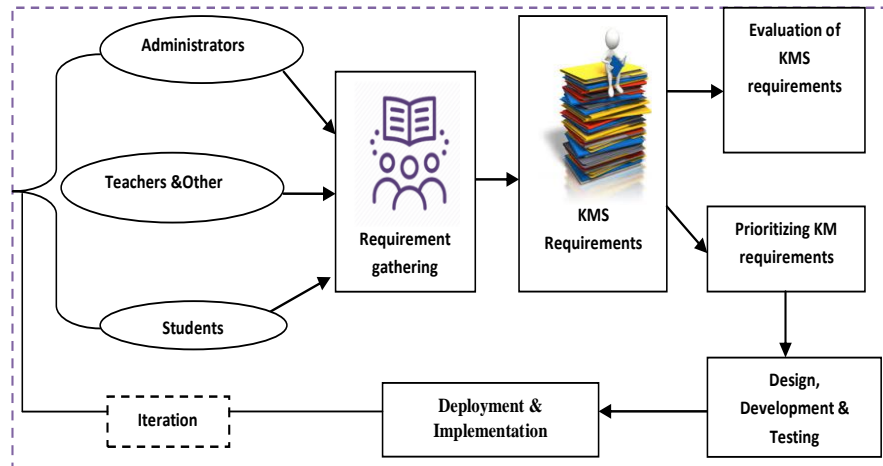 Administrators
Teachers &Other
Students
Requirement
gathering
KMS
Requirements
Evaluation of
KMS
requirements
Prioritizing KM
requirements
Design,
Development &
Testing
Deployment &
Implementation
Iteration